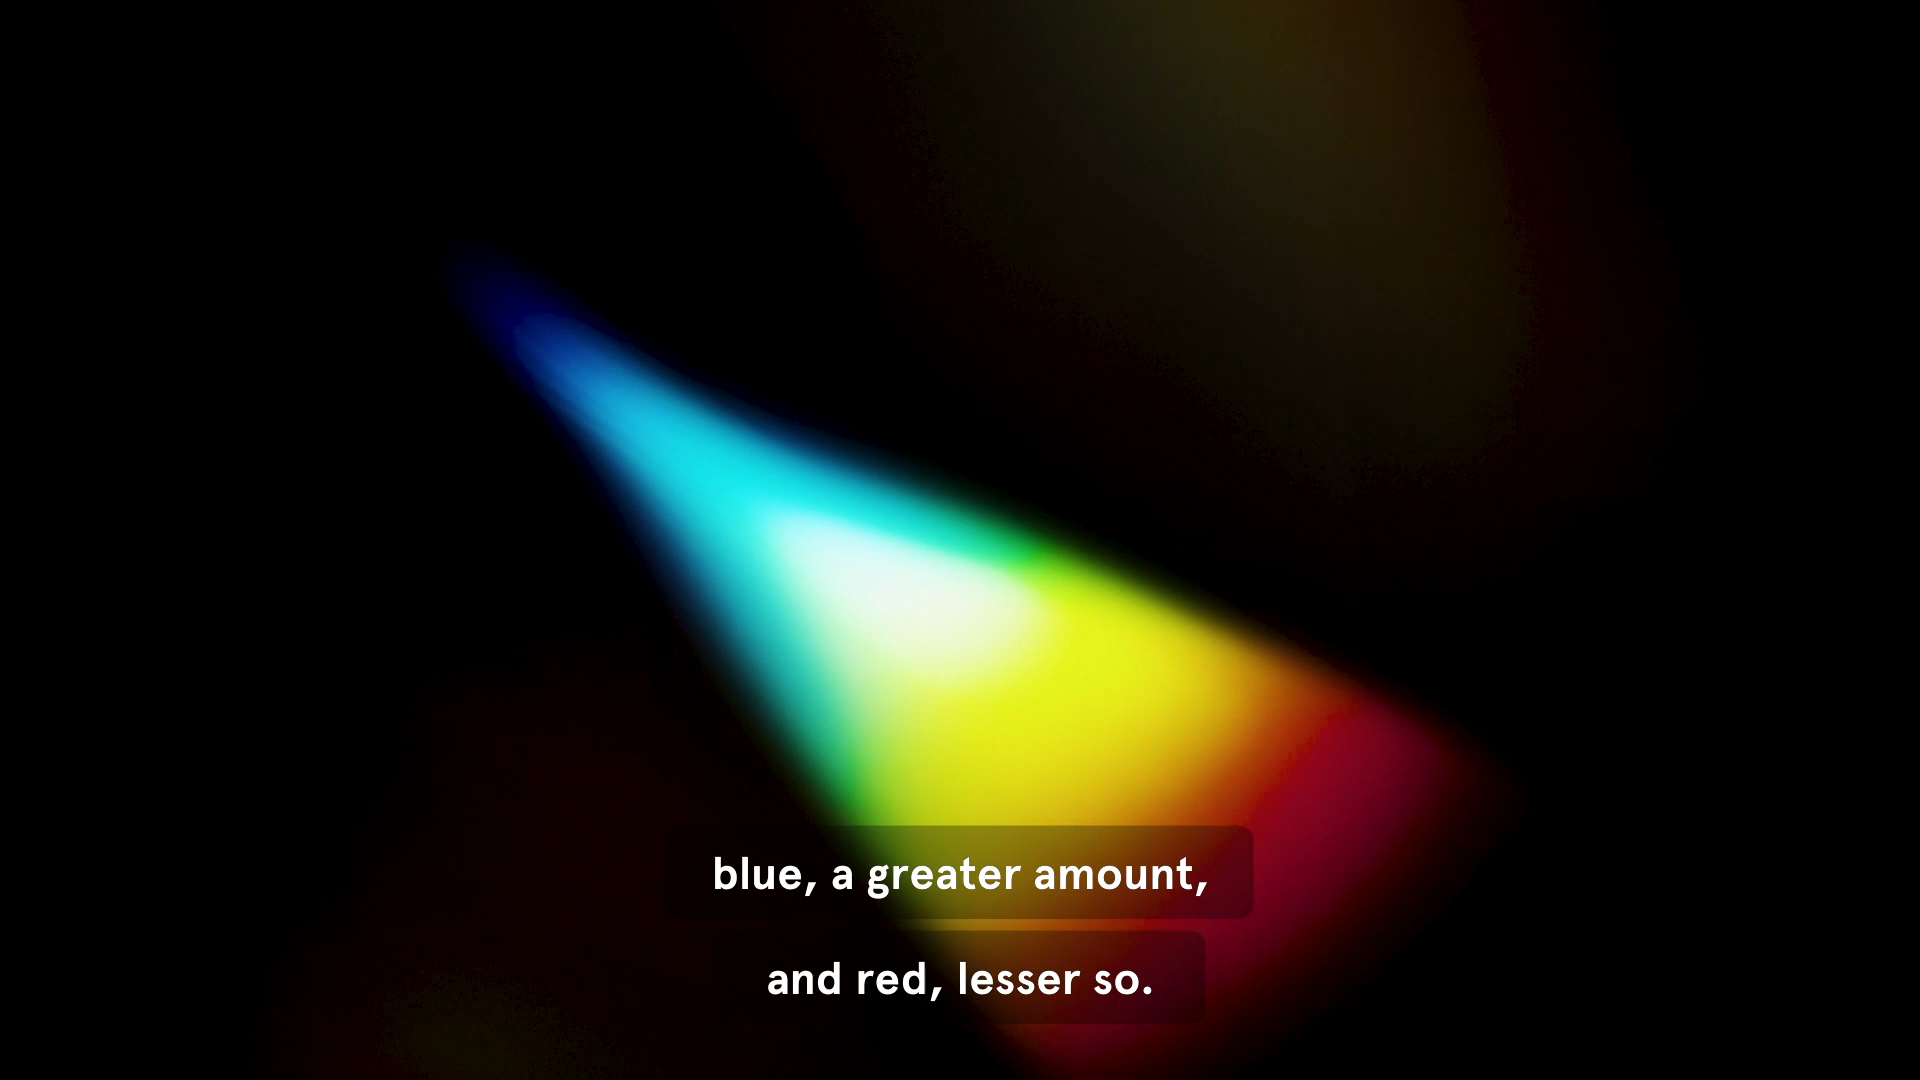 blue, a greater amount,
and red, lesser so.